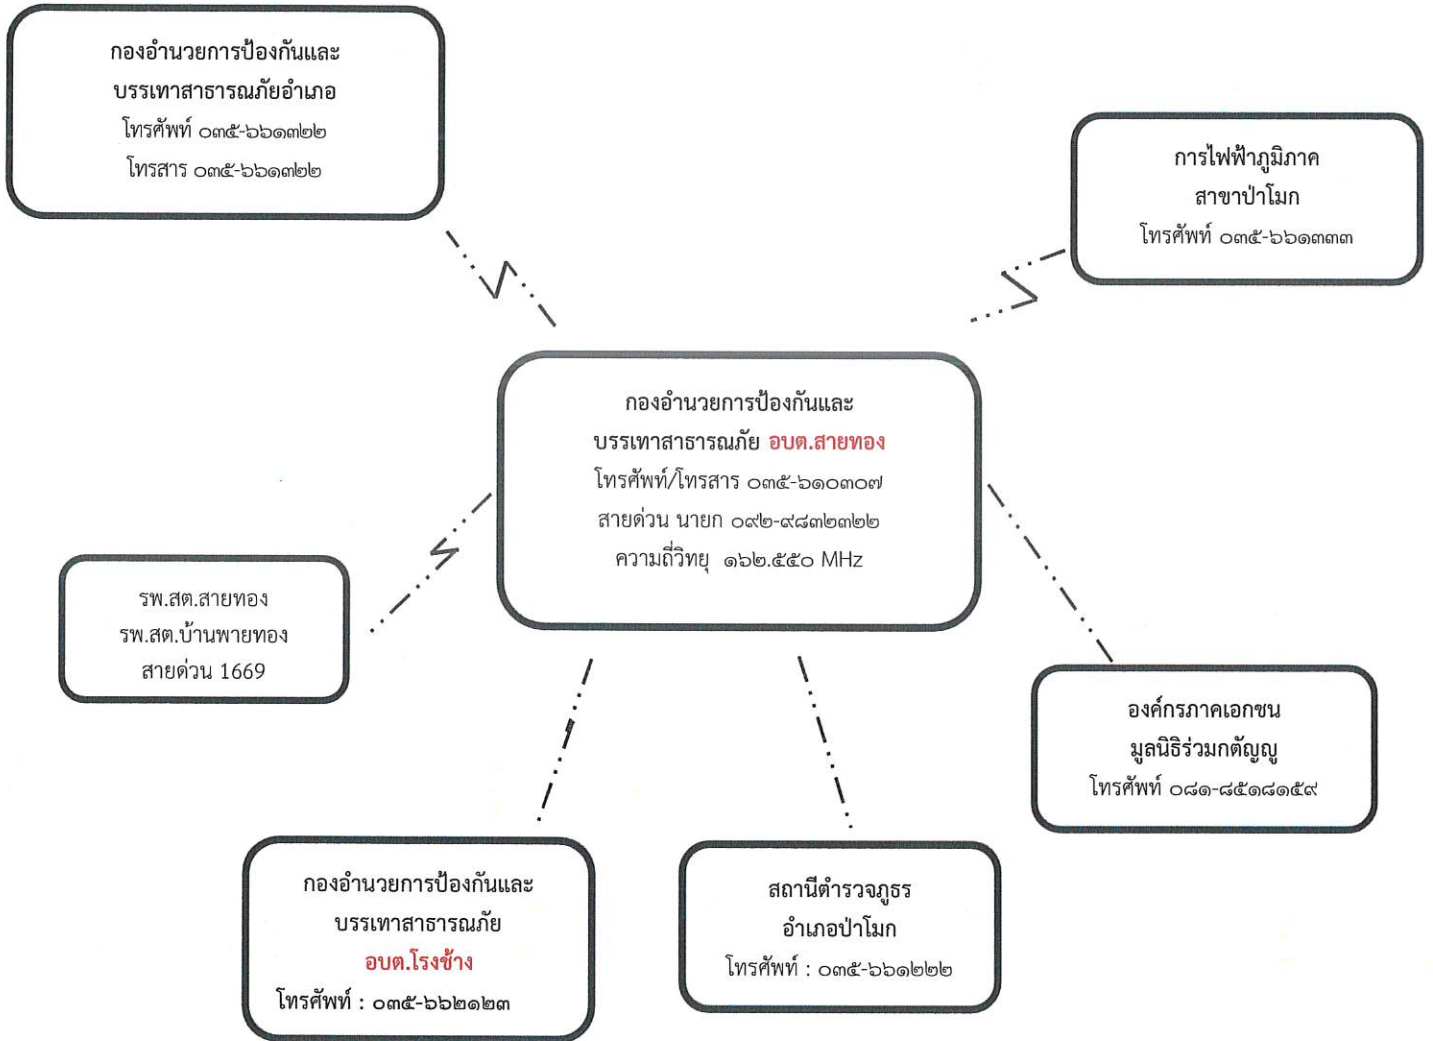 กองอำนวยการป้องกันและ
บรรเทาสาธารณภัยอำเภอ
โทรศัพท์ ๐๓๕-๖๖๑๓๒๒
โทรสาร ๐๓๕-๖๖๑๓๒๒
การไฟฟ้าภูมิภาค
สาขาป่าโมก
โทรศัพท์ ๐๓๕-๖๖๑๓๓๓
กองอำนวยการป้องกันและ
บรรเทาสาธารณภัย อบต.สายทอง
โทรศัพท์/โทรสาร ๐๓๕-๖๑๐๓๐๗
สายด่วน นายก ๐๙๒-๙๘๓๒๓๒๒
ความถี่วิทยุ ๑๖๒.๕๕๐ MHz
รพ.สต.สายทอง
รพ.สต.บ้านพายทอง
สายด่วน 1669
องค์กรภาคเอกชน
มูลนิธิร่วมกตัญญู
โทรศัพท์ ๐๘๑-๘๕๑๘๑๕๙
กองอำนวยการป้องกันและ
บรรเทาสาธารณภัย
อบต.โรงช้าง
โทรศัพท์ : ๐๓๕-๖๖๒๑๒๓
สถานีตำรวจภูธร
อำเภอป่าโมก
โทรศัพท์ : ๐๓๕-๖๖๑๒๒๒